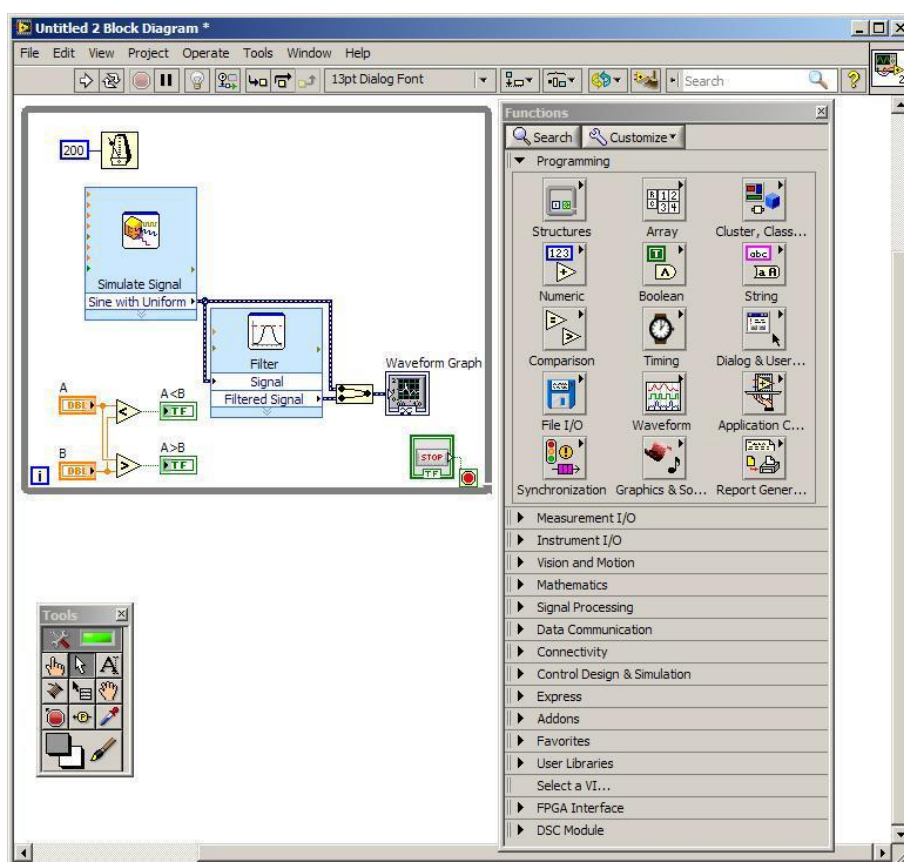 Untitled 2 Block Diagram *
File Edit View Project Operate Tools Window Help
13pt Dialog Font
Search
2
200
Simulate Signal
Sine with Uniform
Filter
Signal
Filtered Signal
Waveform Graph
A
DBL
A<B
TF
B
DBL
A>B
TF
i
STOP
TF
Functions
Search Customize
Programming
Structures Array Cluster, Class...
Numeric Boolean String
Comparison Timing Dialog & User...
File I/O Waveform Application C...
Synchronization Graphics & So... Report Gener...
Measurement I/O
Instrument I/O
Vision and Motion
Mathematics
Signal Processing
Data Communication
Connectivity
Control Design & Simulation
Express
Addons
Favorites
User Libraries
Select a VI...
FPGA Interface
DSC Module
Tools